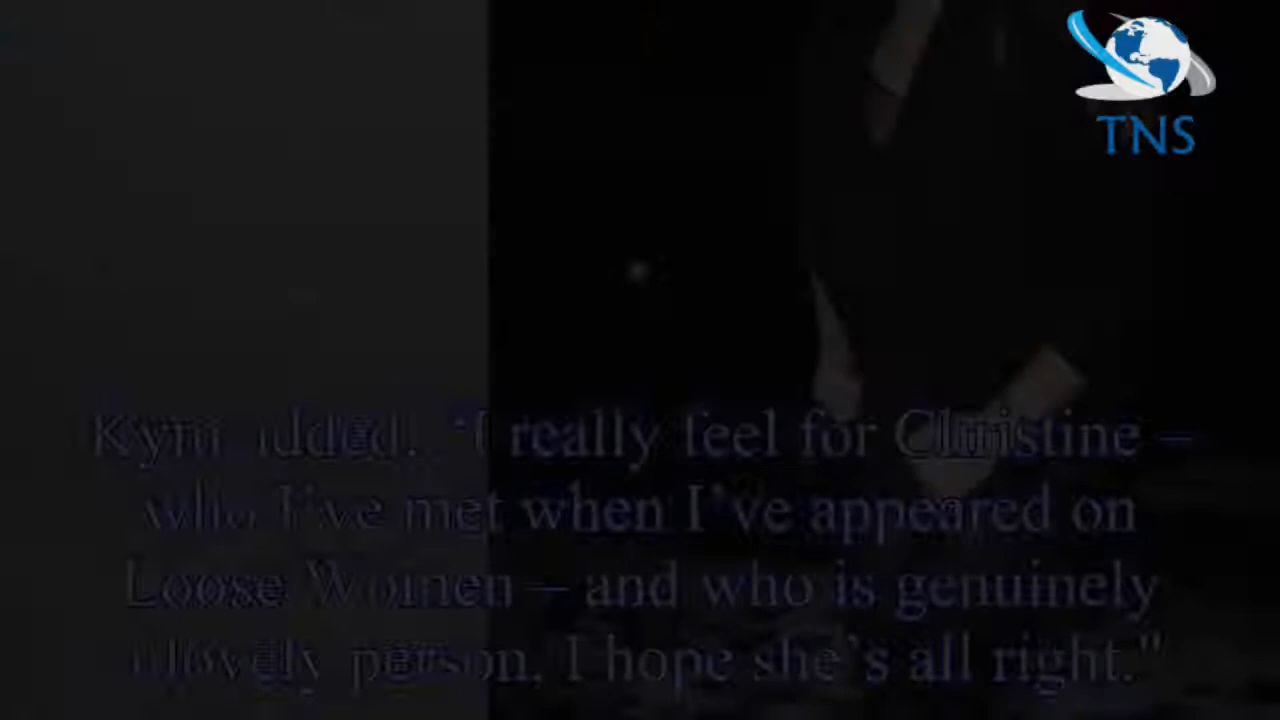 TNS
Kym added: "I really feel for Christine –
who I've met when I've appeared on
Loose Women – and who is genuinely
a lovely person, I hope she's all right."